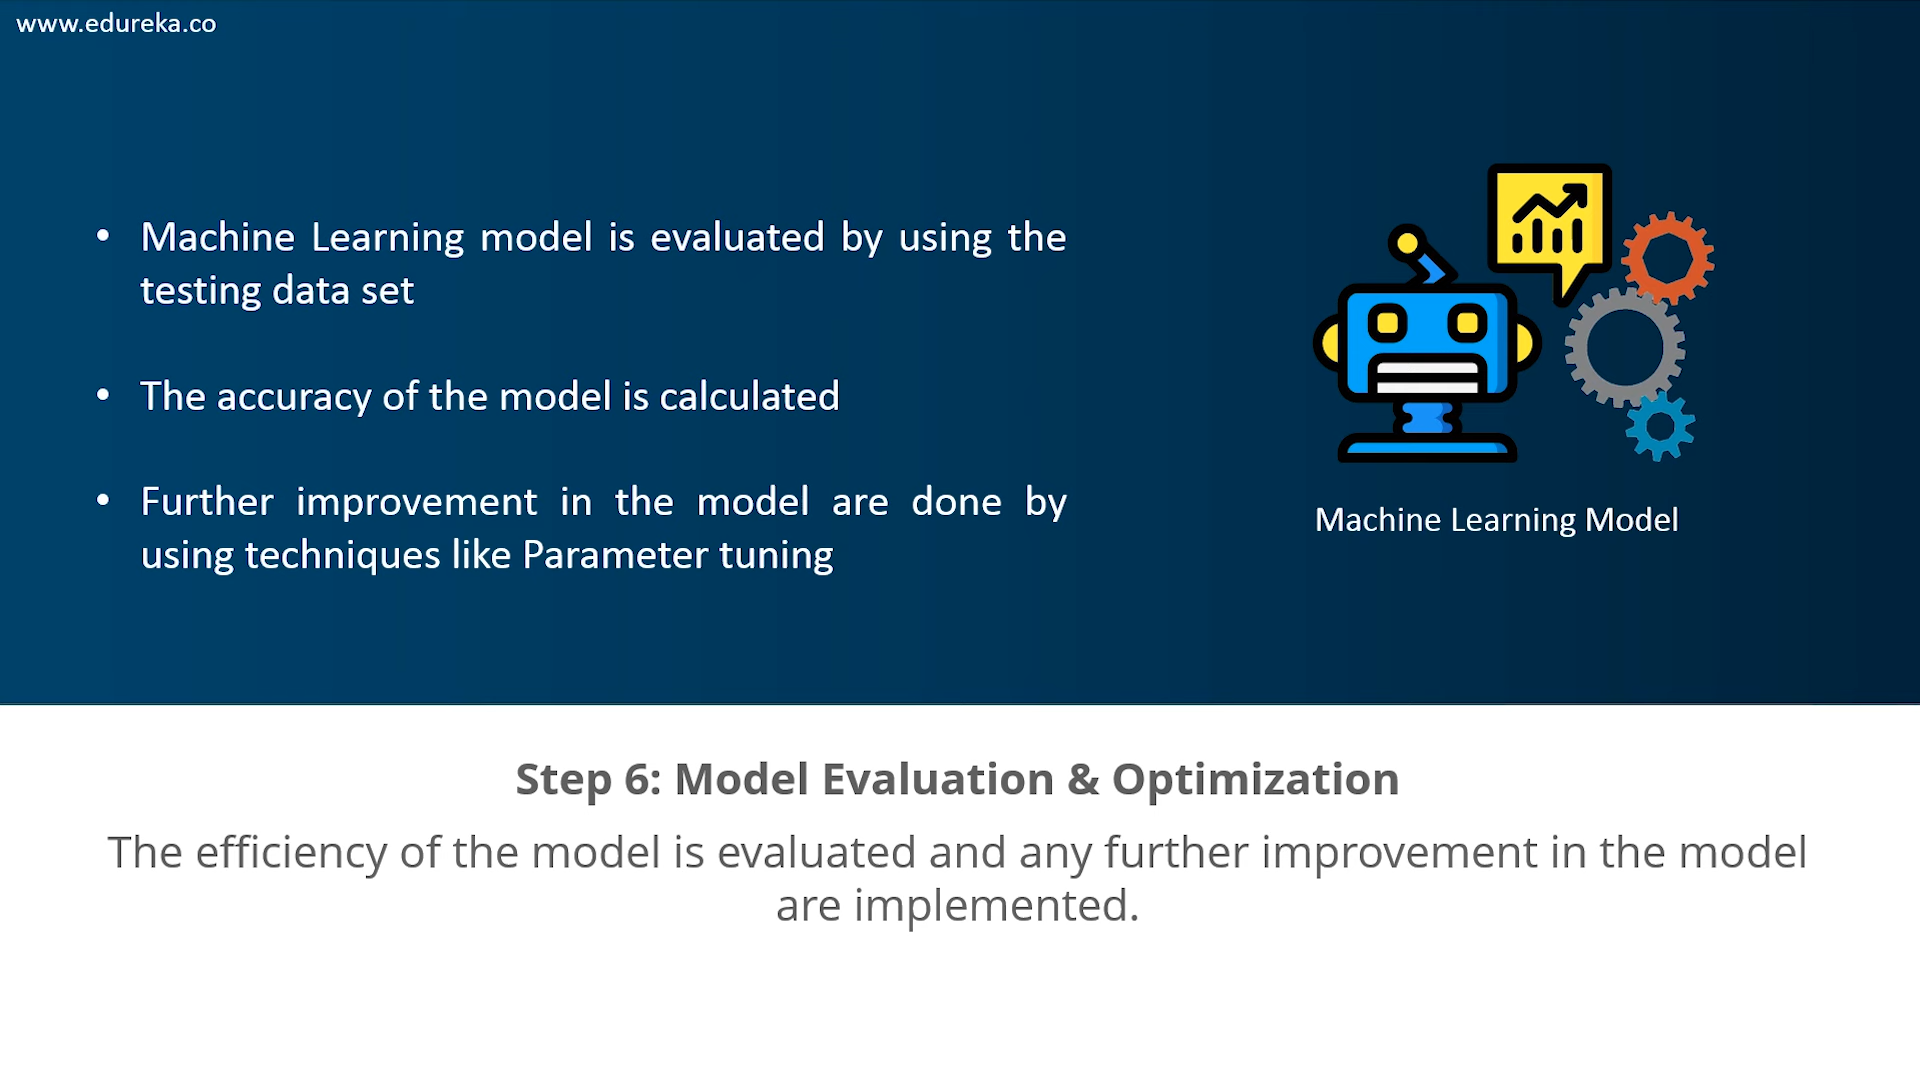 www.edureka.co
• Machine Learning model is evaluated by using the
testing data set
• The accuracy of the model is calculated
• Further improvement in the model are done by
using techniques like Parameter tuning
Machine Learning Model
Step 6: Model Evaluation & Optimization
The efficiency of the model is evaluated and any further improvement in the model
are implemented.